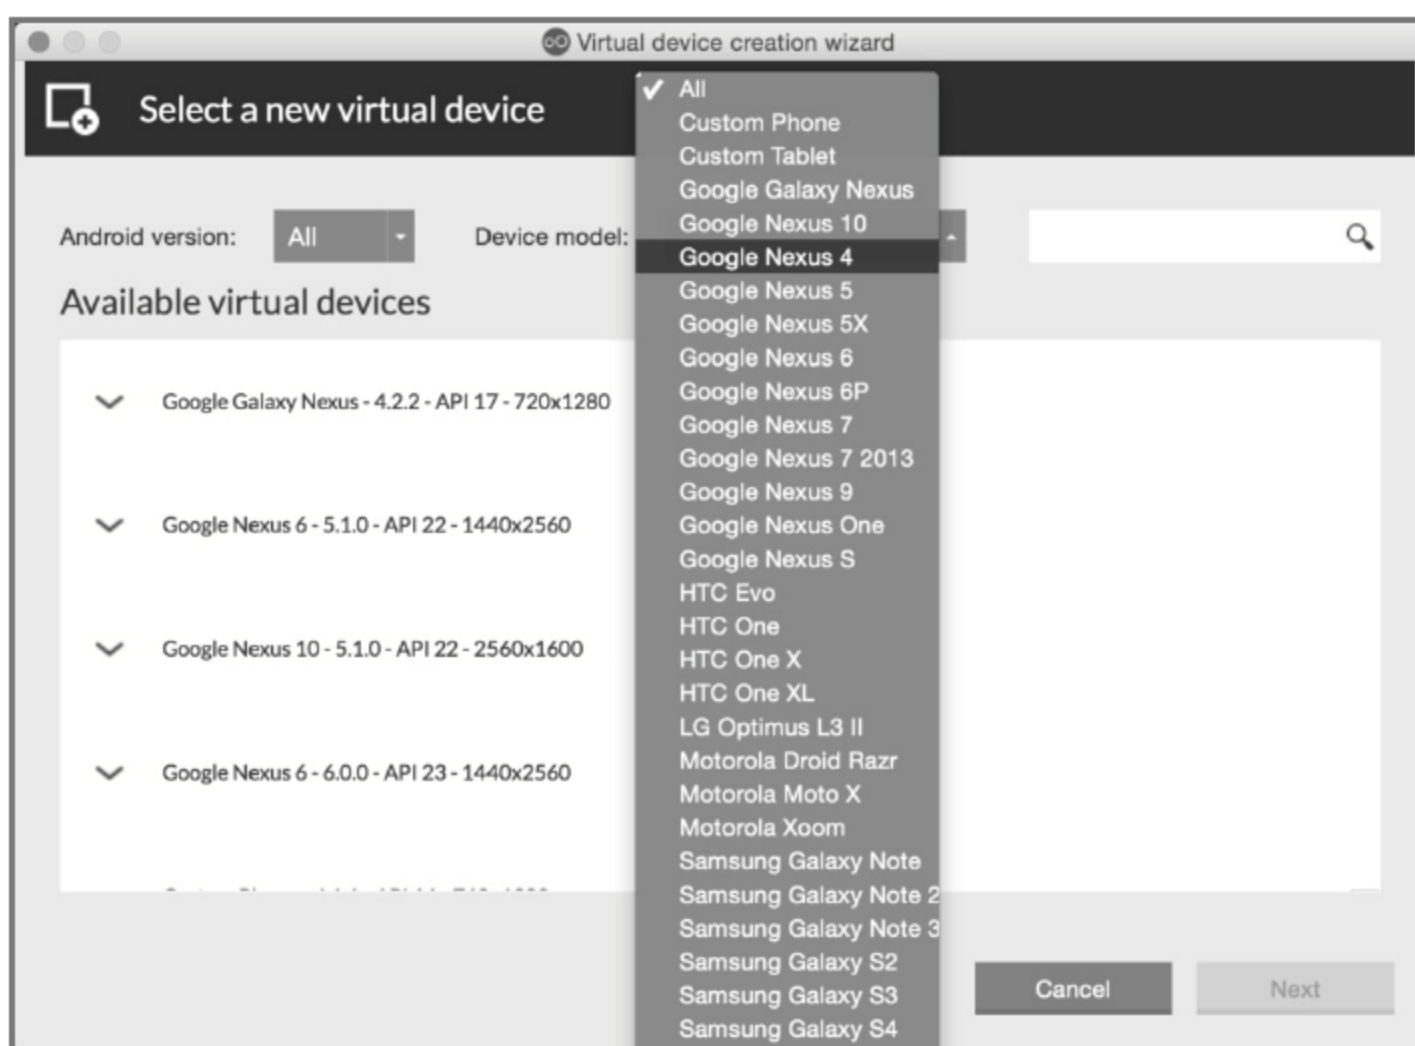 Virtual device creation wizard
Select a new virtual device
All
Custom Phone
Custom Tablet
Google Galaxy Nexus
Google Nexus 10
Google Nexus 4
Google Nexus 5
Google Nexus 5X
Google Nexus 6
Google Nexus 6P
Google Nexus 7
Google Nexus 7 2013
Google Nexus 9
Google Nexus One
Google Nexus S
HTC Evo
HTC One
HTC One X
HTC One XL
LG Optimus L3 II
Motorola Droid Razr
Motorola Moto X
Motorola Xoom
Samsung Galaxy Note
Samsung Galaxy Note 2
Samsung Galaxy Note 3
Samsung Galaxy S2
Samsung Galaxy S3
Samsung Galaxy S4
Android version: All Device model:
Available virtual devices
Google Galaxy Nexus - 4.2.2 - API 17 - 720x1280
Google Nexus 6 - 5.1.0 - API 22 - 1440x2560
Google Nexus 10 - 5.1.0 - API 22 - 2560x1600
Google Nexus 6 - 6.0.0 - API 23 - 1440x2560
Cancel Next